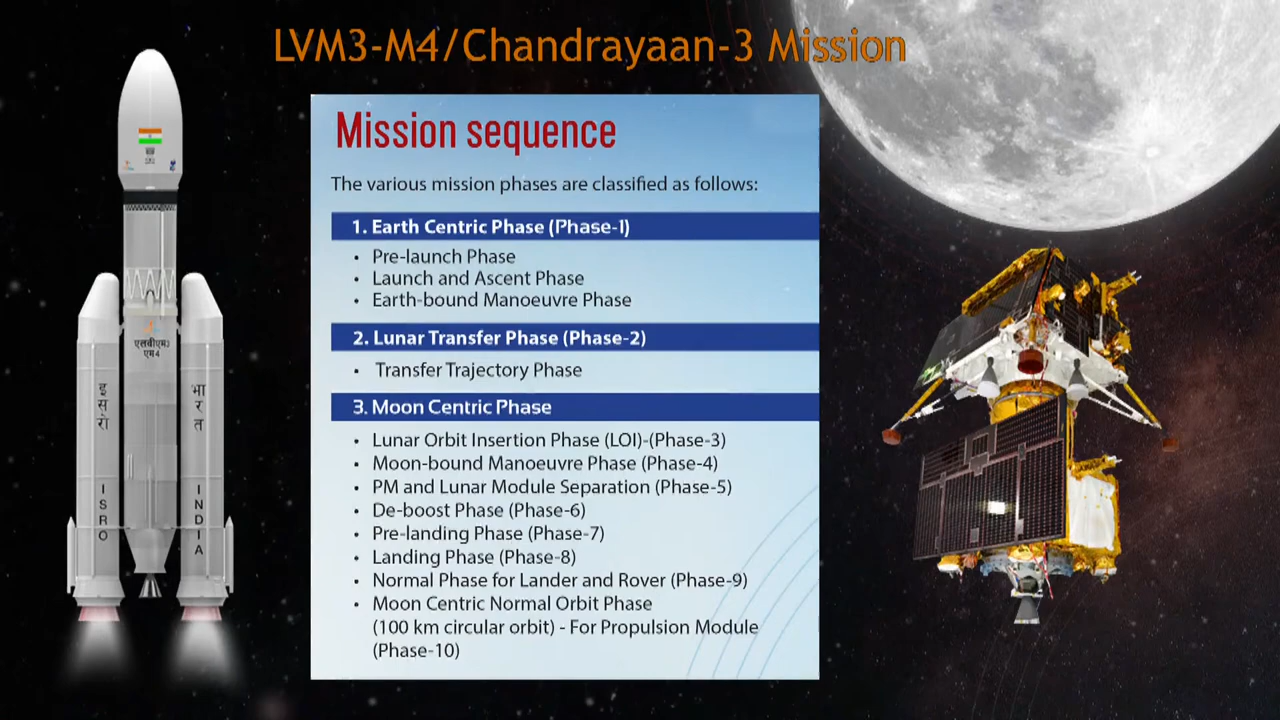 LVM3-M4/Chandrayaan-3 Mission
Mission sequence
The various mission phases are classified as follows:
1. Earth Centric Phase (Phase-1)
• Pre-launch Phase
• Launch and Ascent Phase
• Earth-bound Manoeuvre Phase
2. Lunar Transfer Phase (Phase-2)
• Transfer Trajectory Phase
3. Moon Centric Phase
• Lunar Orbit Insertion Phase (LOI)-(Phase-3)
• Moon-bound Manoeuvre Phase (Phase-4)
• PM and Lunar Module Separation (Phase-5)
• De-boost Phase (Phase-6)
• Pre-landing Phase (Phase-7)
• Landing Phase (Phase-8)
• Normal Phase for Lander and Rover (Phase-9)
• Moon Centric Normal Orbit Phase
(100 km circular orbit) - For Propulsion Module
(Phase-10)
एलवीएम3
एम4
इसरो
भारत
ISRO
INDIA